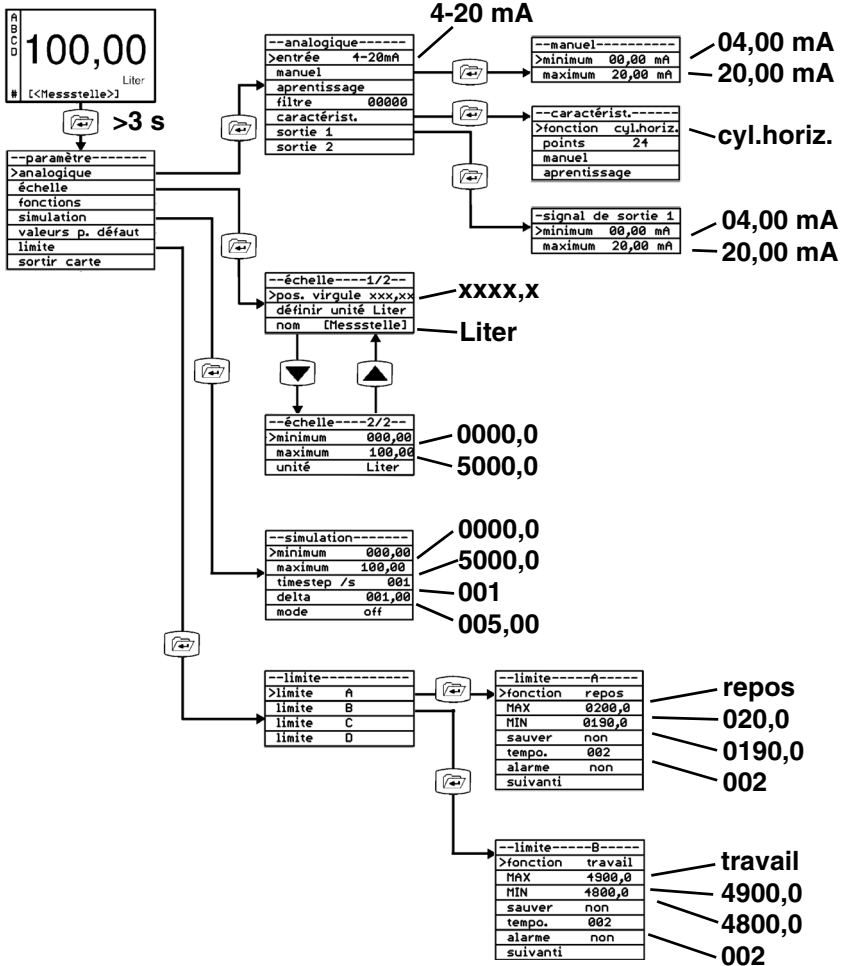 A
B
C
D
100,00
Liter
# [<Messstelle>]
>3 s
--paramètre-------
>analogique
échelle
fonctions
simulation
valeurs p. défaut
limite
sortir carte
--analogique------
>entrée 4-20mA
manuel
aprentissage
filtre 00000
caractérist.
sortie 1
sortie 2
4-20 mA
--manuel----------
>minimum 00,00 mA
maximum 20,00 mA
04,00 mA
20,00 mA
--caractérist.------
>fonction cyl.horiz.
points 24
manuel
aprentissage
cyl.horiz.
-signal de sortie 1
>minimum 00,00 mA
maximum 20,00 mA
04,00 mA
20,00 mA
--échelle----1/2--
>pos. virgule xxx,xx
définir unité Liter
nom [Messstelle]
xxxx,x
Liter
--échelle----2/2--
>minimum 000,00
maximum 100,00
unité Liter
0000,0
5000,0
--simulation-------
>minimum 000,00
maximum 100,00
timestep /s 001
delta 001,00
mode off
0000,0
5000,0
001
005,00
--limite-----------
>limite A
limite B
limite C
limite D
--limite-----A-----
>fonction repos
MAX 0200,0
MIN 0190,0
sauver non
tempo. 002
alarme non
suivanti
repos
020,0
0190,0
002
--limite-----B-----
>fonction travail
MAX 4900,0
MIN 4800,0
sauver non
tempo. 002
alarme non
suivanti
travail
4900,0
4800,0
002